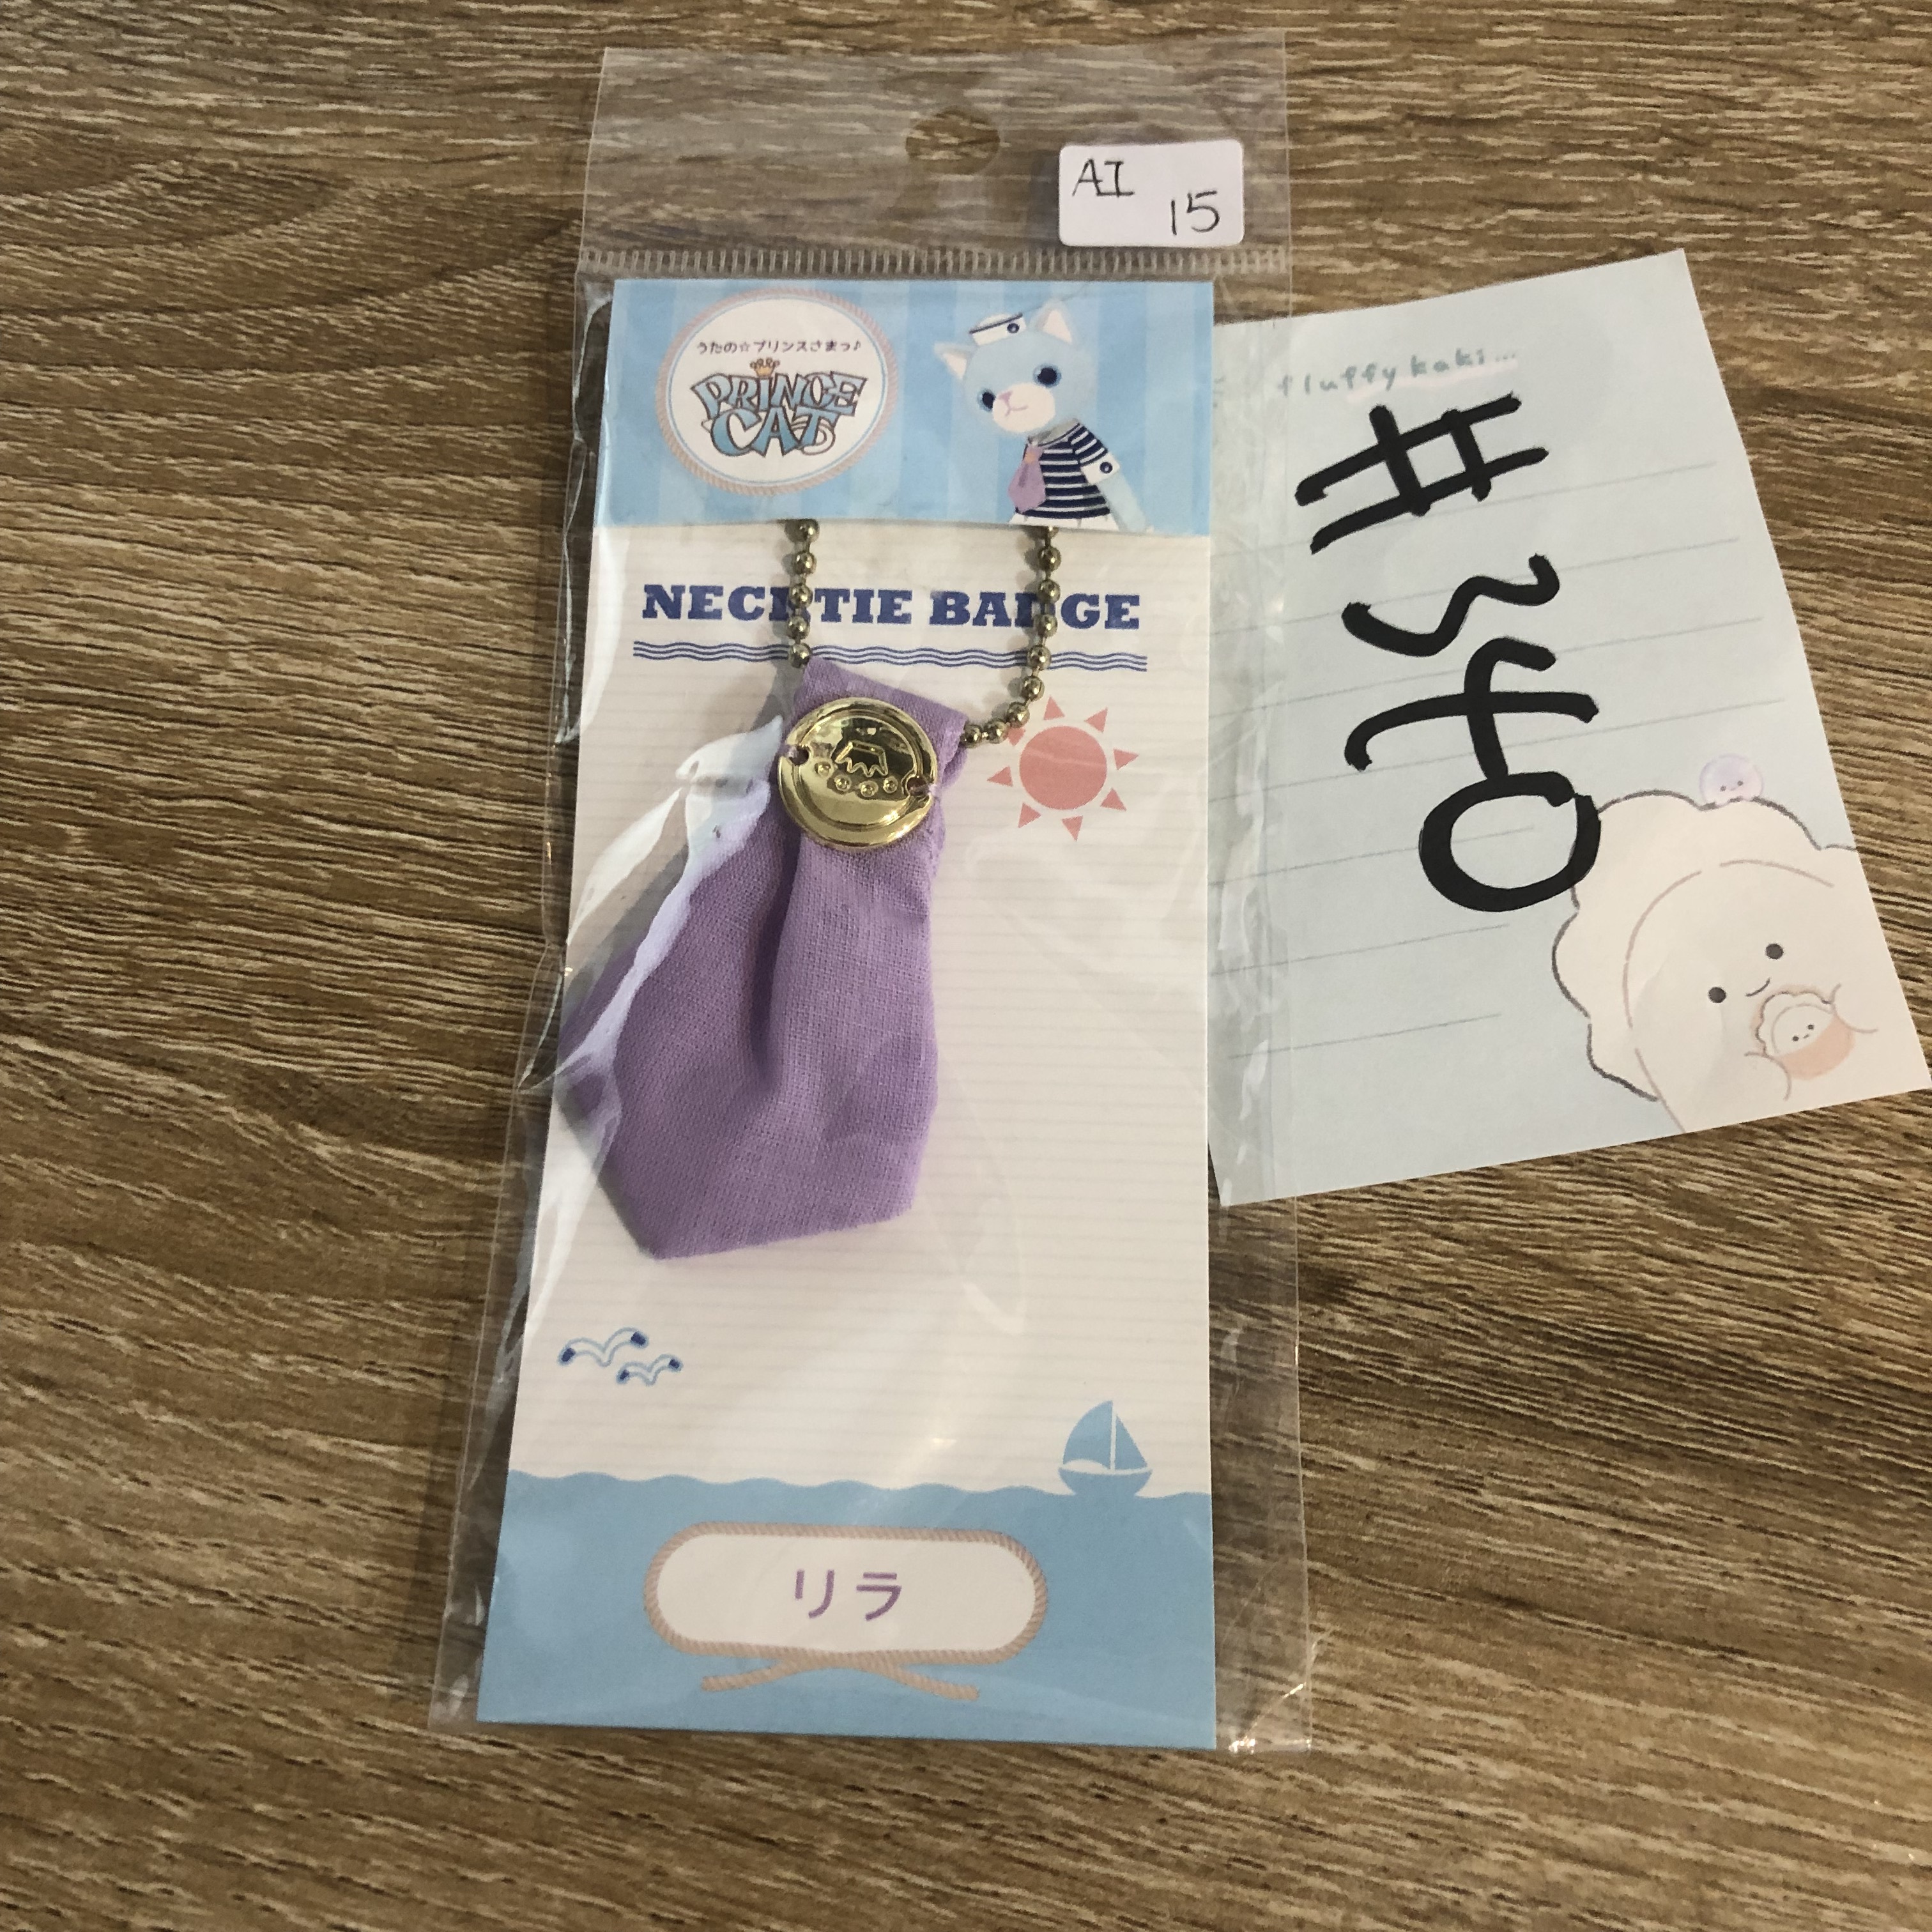 AI
15
うたの☆プリンスさまっ♪
PRINCE
CAT
fluffy kaki...
NECKTIE BADGE
#340
リラ